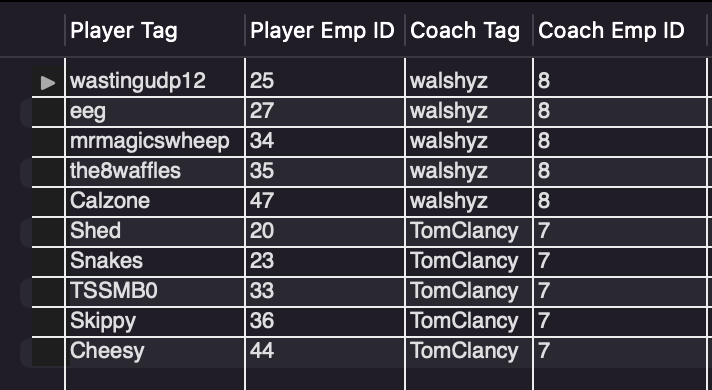 Player Tag Player Emp ID Coach Tag Coach Emp ID
wastingudp12 25 walshyz 8
eeg 27 walshyz 8
mrmagicswheep 34 walshyz 8
the8waffles 35 walshyz 8
Calzone 47 walshyz 8
Shed 20 TomClancy 7
Snakes 23 TomClancy 7
TSSMB0 33 TomClancy 7
Skippy 36 TomClancy 7
Cheesy 44 TomClancy 7